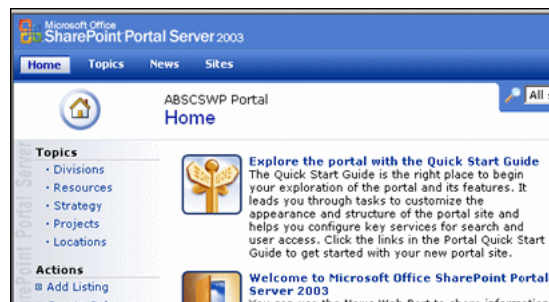 Microsoft Office
SharePoint Portal Server 2003
Home Topics News Sites
All
ABSCSWP Portal
Home
Topics
Divisions
Resources
Strategy
Projects
Locations
Actions
Add Listing
Explore the portal with the Quick Start Guide
The Quick Start Guide is the right place to begin
your exploration of the portal and its features. It
leads you through tasks to customize the
appearance and structure of the portal site and
helps you configure key services for search and
user access. Click the links in the Portal Quick Start
Guide to get started with your new portal site.
Welcome to Microsoft Office SharePoint Portal
Server 2003